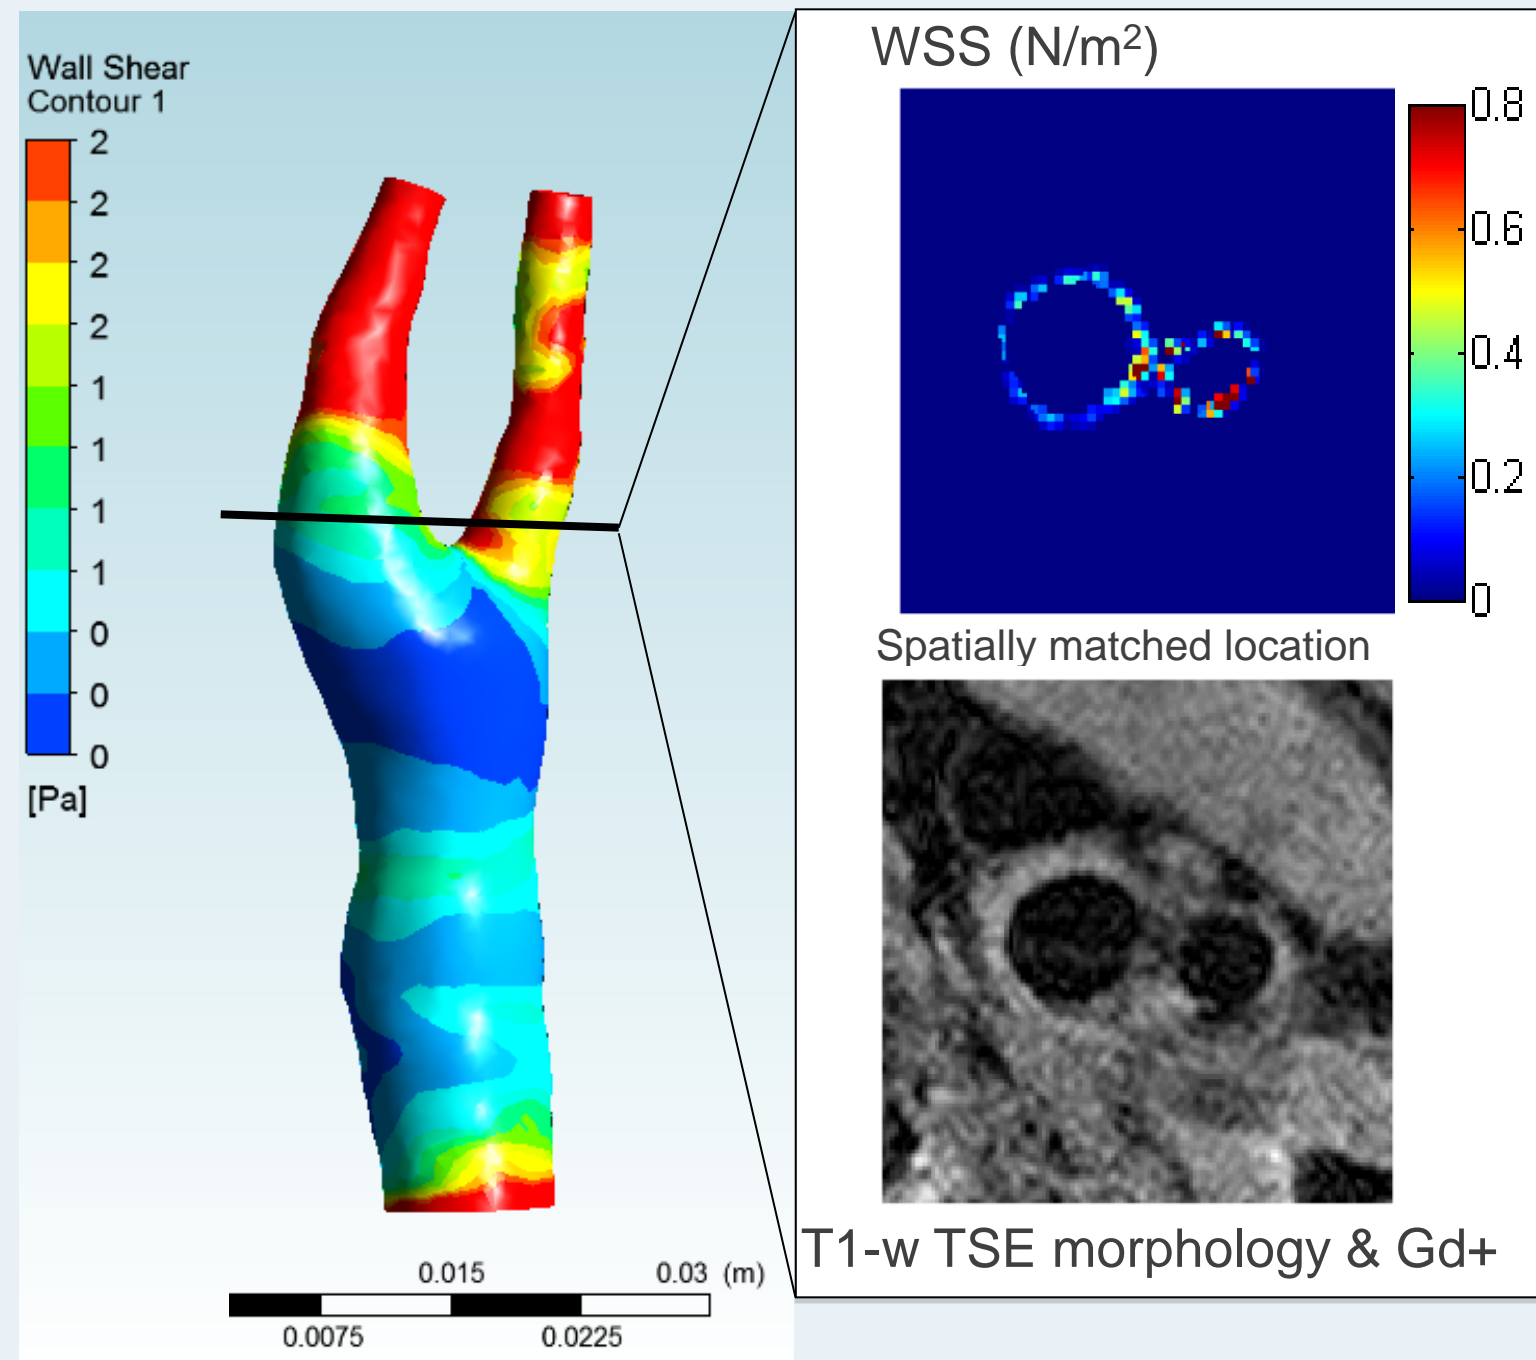 Wall Shear
Contour 1
2
2
2
2
1
1
1
1
0
0
0
[Pa]
0.015
0.03 (m)
0.0075
0.0225
WSS (N/m²)
0.8
0.6
0.4
0.2
0
Spatially matched location
T1-w TSE morphology & Gd+